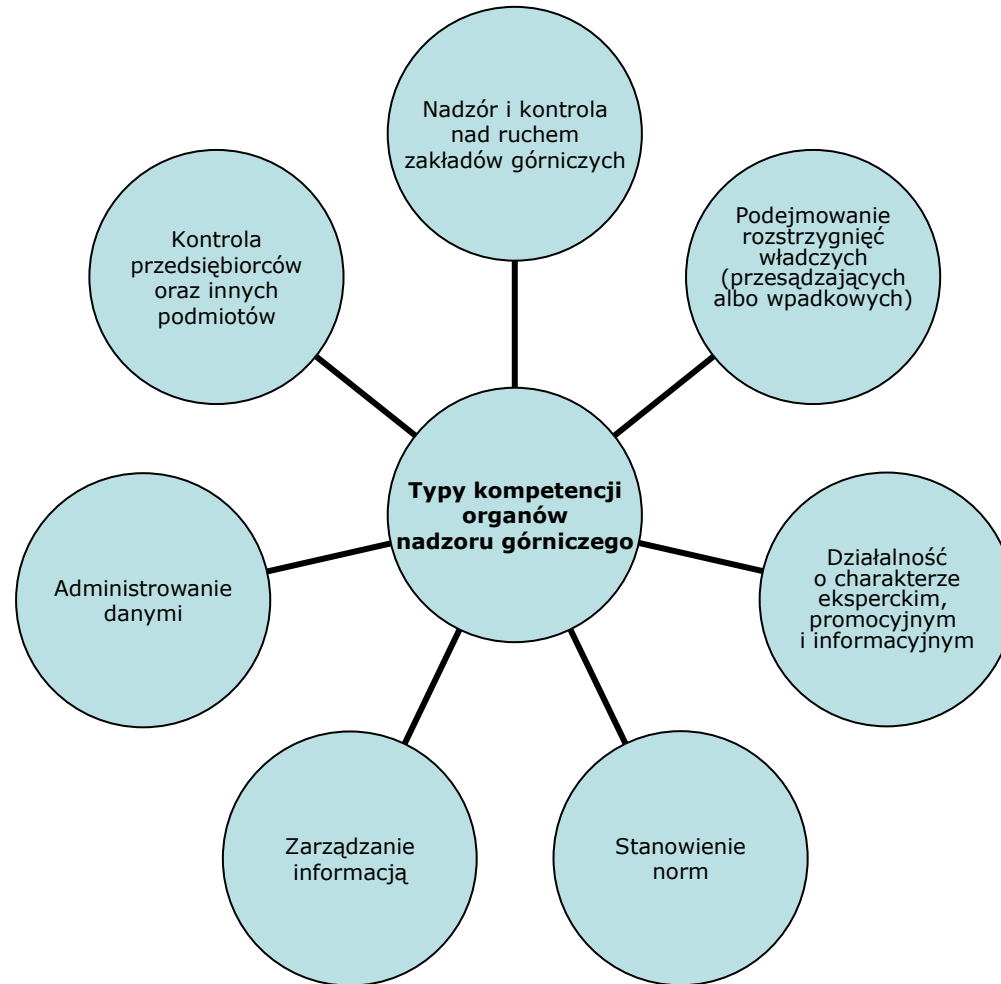 Nadzór i kontrola
nad ruchem
zakładów górniczych
Podejmowanie
rozstrzygnięć
władczych
(przesądzających
albo wpadkowych)
Kontrola
przedsiębiorców
oraz innych
podmiotów
Typy kompetencji
organów
nadzoru górniczego
Działalność
o charakterze
eksperckim,
promocyjnym
i informacyjnym
Administrowanie
danymi
Zarządzanie
informacją
Stanowienie
norm